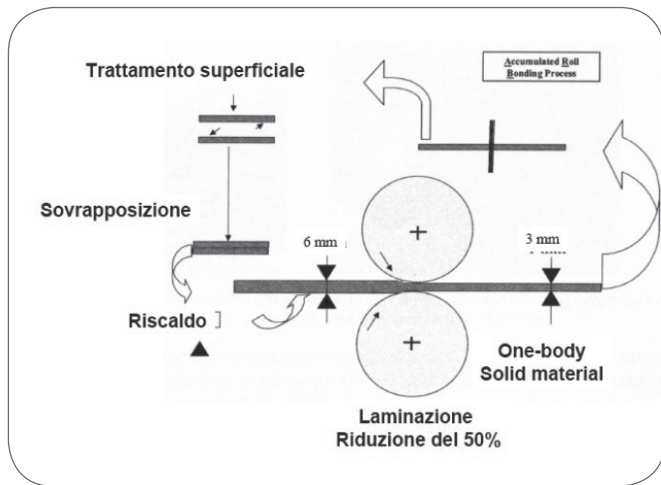 Accumulated Roll
Bonding Process
Trattamento superficiale
Sovrapposizione
6 mm
3 mm
Riscaldo
One-body
Solid material
Laminazione
Riduzione del 50%